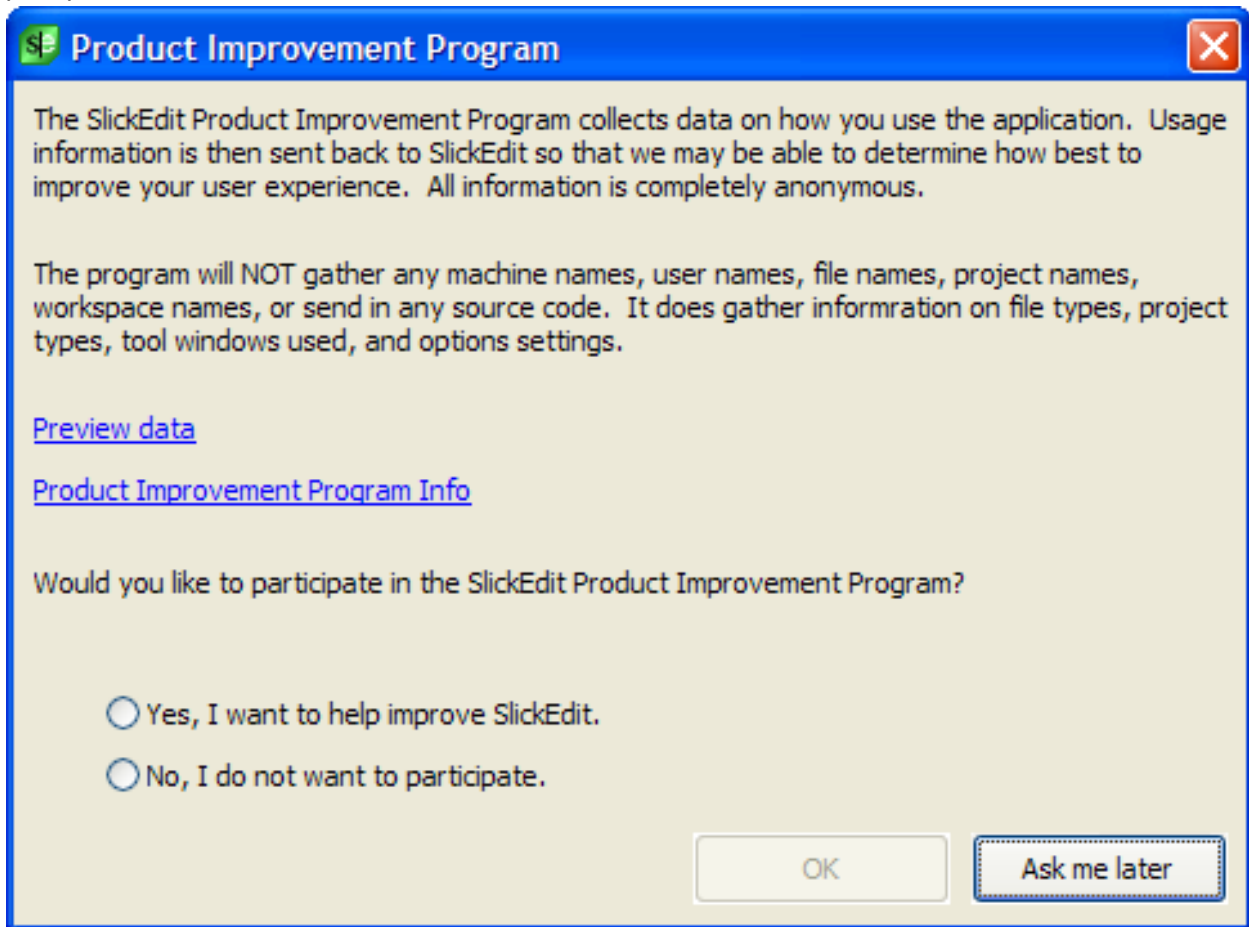 Product Improvement Program
The SlickEdit Product Improvement Program collects data on how you use the application.  Usage
information is then sent back to SlickEdit so that we may be able to determine how best to
improve your user experience.  All information is completely anonymous.
The program will NOT gather any machine names, user names, file names, project names,
workspace names, or send in any source code.  It does gather informration on file types, project
types, tool windows used, and options settings.
Preview data
Product Improvement Program Info
Would you like to participate in the SlickEdit Product Improvement Program?
Yes, I want to help improve SlickEdit.
No, I do not want to participate.
OK
Ask me later